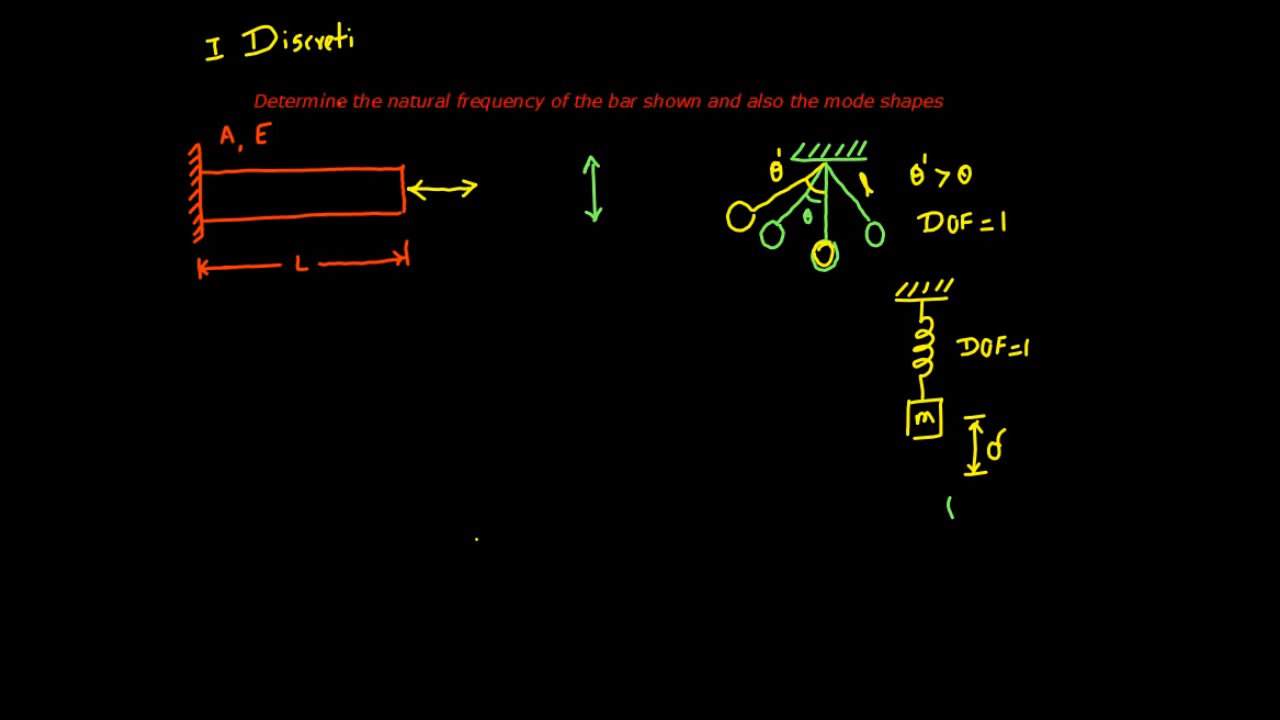 I Discreti
Determine the natural frequency of the bar shown and also the mode shapes
A, E
L
θ'
θ
l
θ' > θ
DOF = 1
DOF = 1
m
δ
(